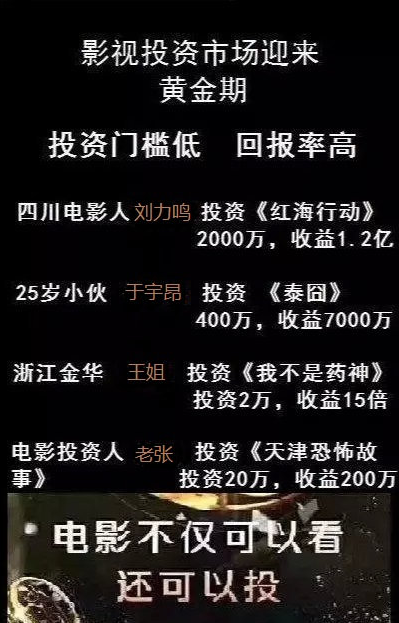 影视投资市场迎来
黄金期
投资门槛低 回报率高
四川电影人 刘力鸣 投资《红海行动》
2000万，收益1.2亿
25岁小伙 于宇昂 投资 《泰囧》
400万，收益7000万
浙江金华 王姐 投资《我不是药神》
投资2万，收益15倍
电影投资人 老张 投资《天津恐怖故
事》 投资20万，收益200万
电影不仅可以看
还可以投